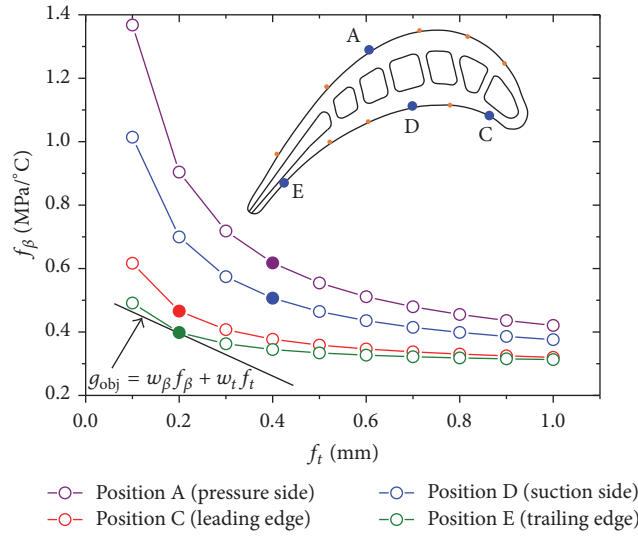 1.4
1.2
1.0
0.8
0.6
0.4
0.2
f_β (MPa/°C)
A
D
C
E
g_obj = w_β f_β + w_t f_t
0.0 0.2 0.4 0.6 0.8 1.0
f_t (mm)
Position A (pressure side) Position D (suction side)
Position C (leading edge) Position E (trailing edge)